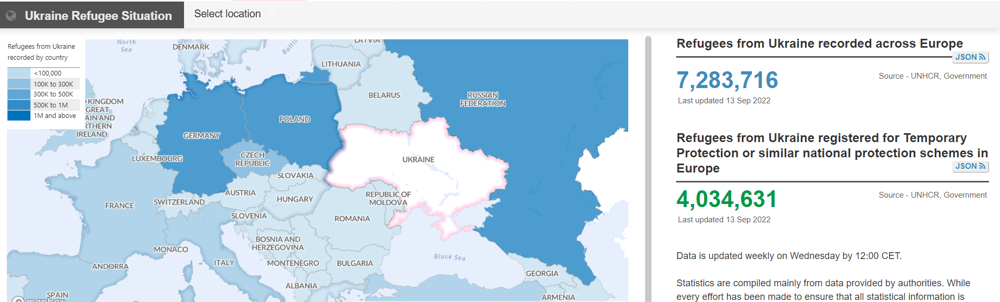 Ukraine Refugee Situation
Select location
Refugees from Ukraine
recorded by country
<100,000
100K to 300K
300K to 500K
500K to 1M
1M and above
North
Sea
DENMARK
Baltic
LATVIA
LITHUANIA
KINGDOM
GREAT
AIN AND
RTHERN
IRELAND
BELARUS
RUSSIAN
FEDERATION
POLAND
GERMANY
LUXEMBOURG
CZECH
REPUBLIC
UKRAINE
SLOVAKIA
AUSTRIA
HUNGARY
REPUBLIC OF
MOLDOVA
FRANCE
SWITZERLAND
SLOVENIA
ROMANIA
BOSNIA AND
HERZEGOVINA
MONACO
ITALY
MONTENEGRO
BULGARIA
Black Sea
ANDORRA
GEORGIA
ALBANIA
SPAIN
ARMENIA
mapbox
Refugees from Ukraine recorded across Europe
JSON
7,283,716
Source - UNHCR, Government
Last updated 13 Sep 2022
Refugees from Ukraine registered for Temporary
Protection or similar national protection schemes in
Europe
JSON
4,034,631
Source - UNHCR, Government
Last updated 13 Sep 2022
Data is updated weekly on Wednesday by 12:00 CET.
Statistics are compiled mainly from data provided by authorities. While
every effort has been made to ensure that all statistical information is